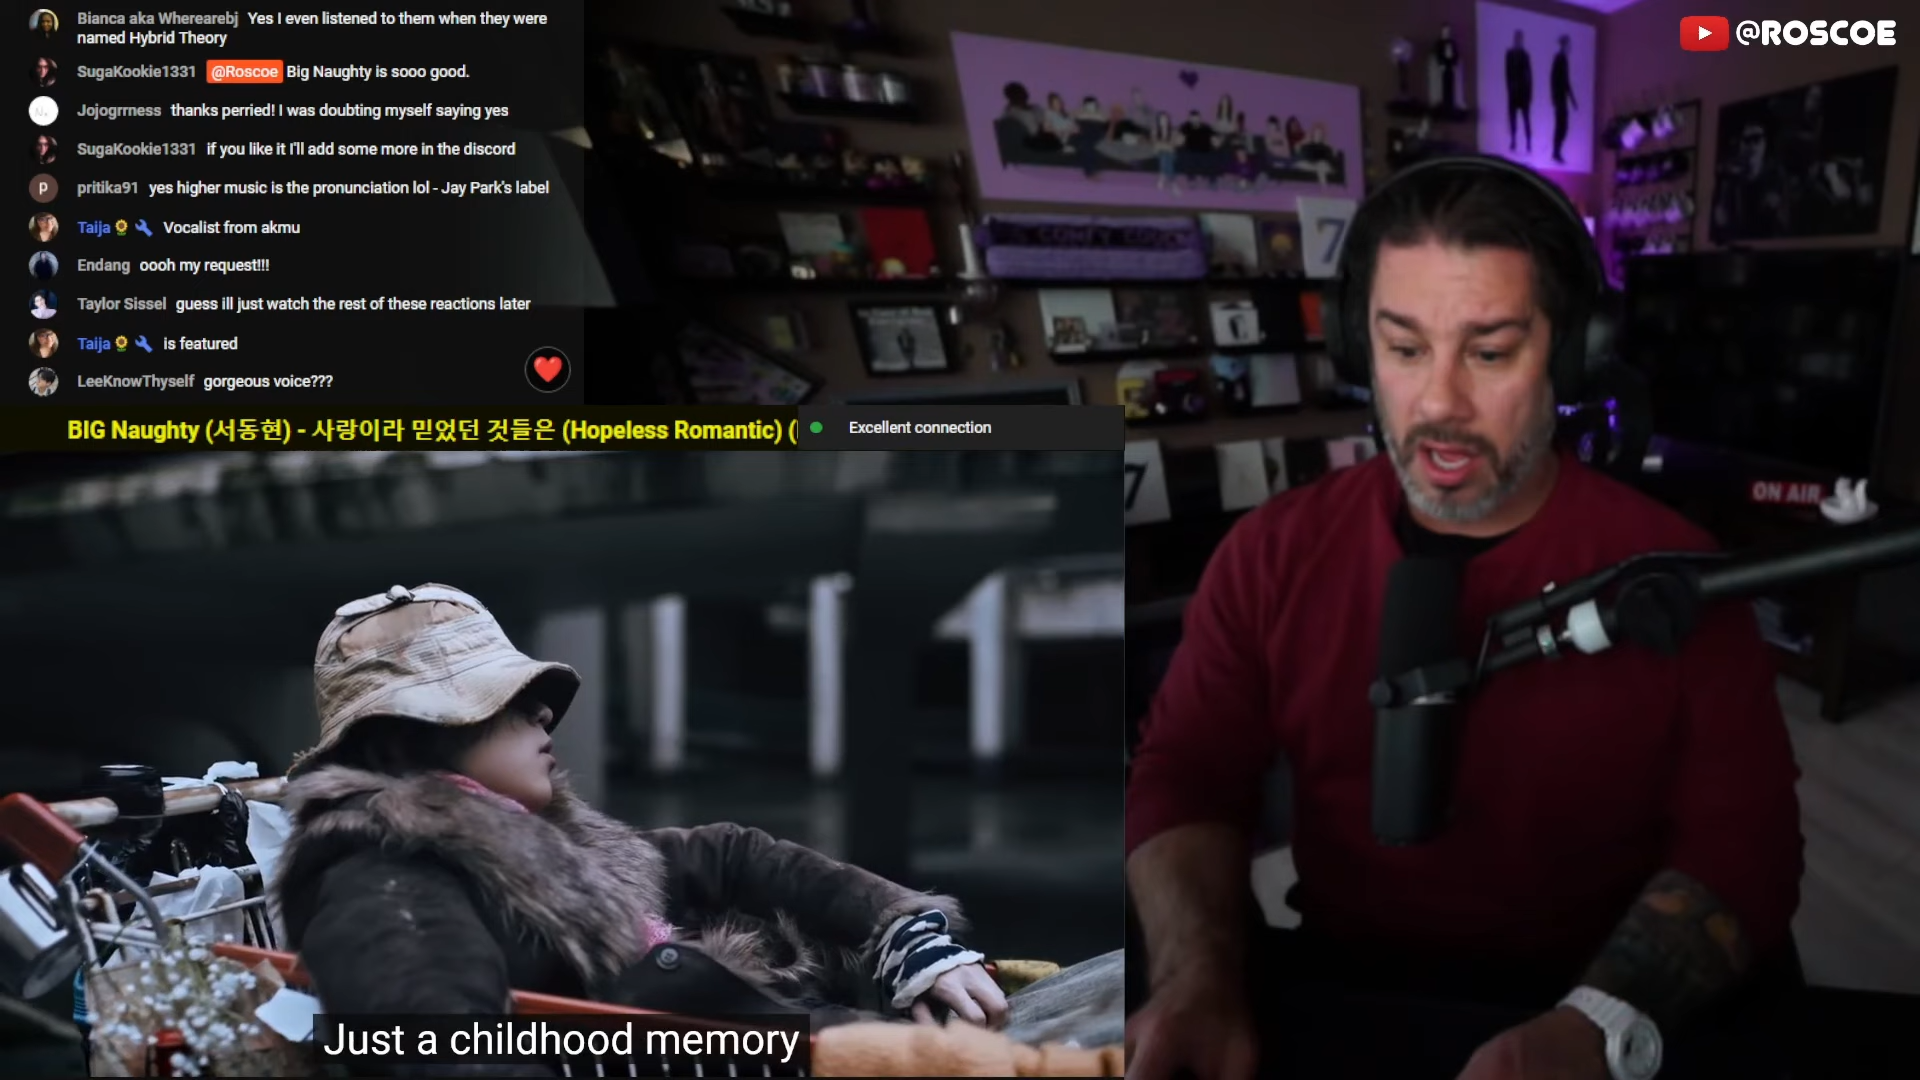 Bianca aka Wherearebj Yes I even listened to them when they were
named Hybrid Theory
SugaKookie1331 @Roscoe Big Naughty is sooo good.
Jojogrrness thanks perried! I was doubting myself saying yes
SugaKookie1331 if you like it I'll add some more in the discord
P pritika91 yes higher music is the pronunciation lol - Jay Park's label
Taija🌻 🔧 Vocalist from akmu
Endang oooh my request!!!
Taylor Sissel guess ill just watch the rest of these reactions later
Taija🌻 🔧 is featured
LeeKnowThyself gorgeous voice???
BIG Naughty (서동현) - 사랑이라 믿었던 것들은 (Hopeless Romantic) (
Excellent connection
Just a childhood memory
@ROSCOE
7
COMFY COUCH
7
ON AIR